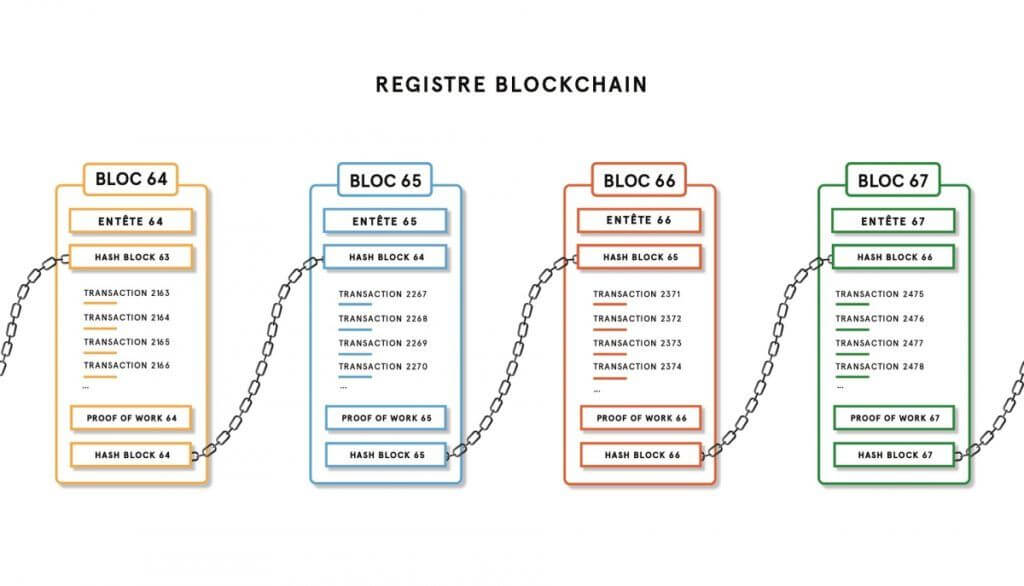 REGISTRE BLOCKCHAIN
BLOC 64
ENTÊTE 64
HASH BLOCK 63
TRANSACTION 2163
TRANSACTION 2164
TRANSACTION 2165
TRANSACTION 2166
...
PROOF OF WORK 64
HASH BLOCK 64
BLOC 65
ENTÊTE 65
HASH BLOCK 64
TRANSACTION 2267
TRANSACTION 2268
TRANSACTION 2269
TRANSACTION 2270
...
PROOF OF WORK 65
HASH BLOCK 65
BLOC 66
ENTÊTE 66
HASH BLOCK 65
TRANSACTION 2371
TRANSACTION 2372
TRANSACTION 2373
TRANSACTION 2374
...
PROOF OF WORK 66
HASH BLOCK 66
BLOC 67
ENTÊTE 67
HASH BLOCK 66
TRANSACTION 2475
TRANSACTION 2476
TRANSACTION 2477
TRANSACTION 2478
...
PROOF OF WORK 67
HASH BLOCK 67